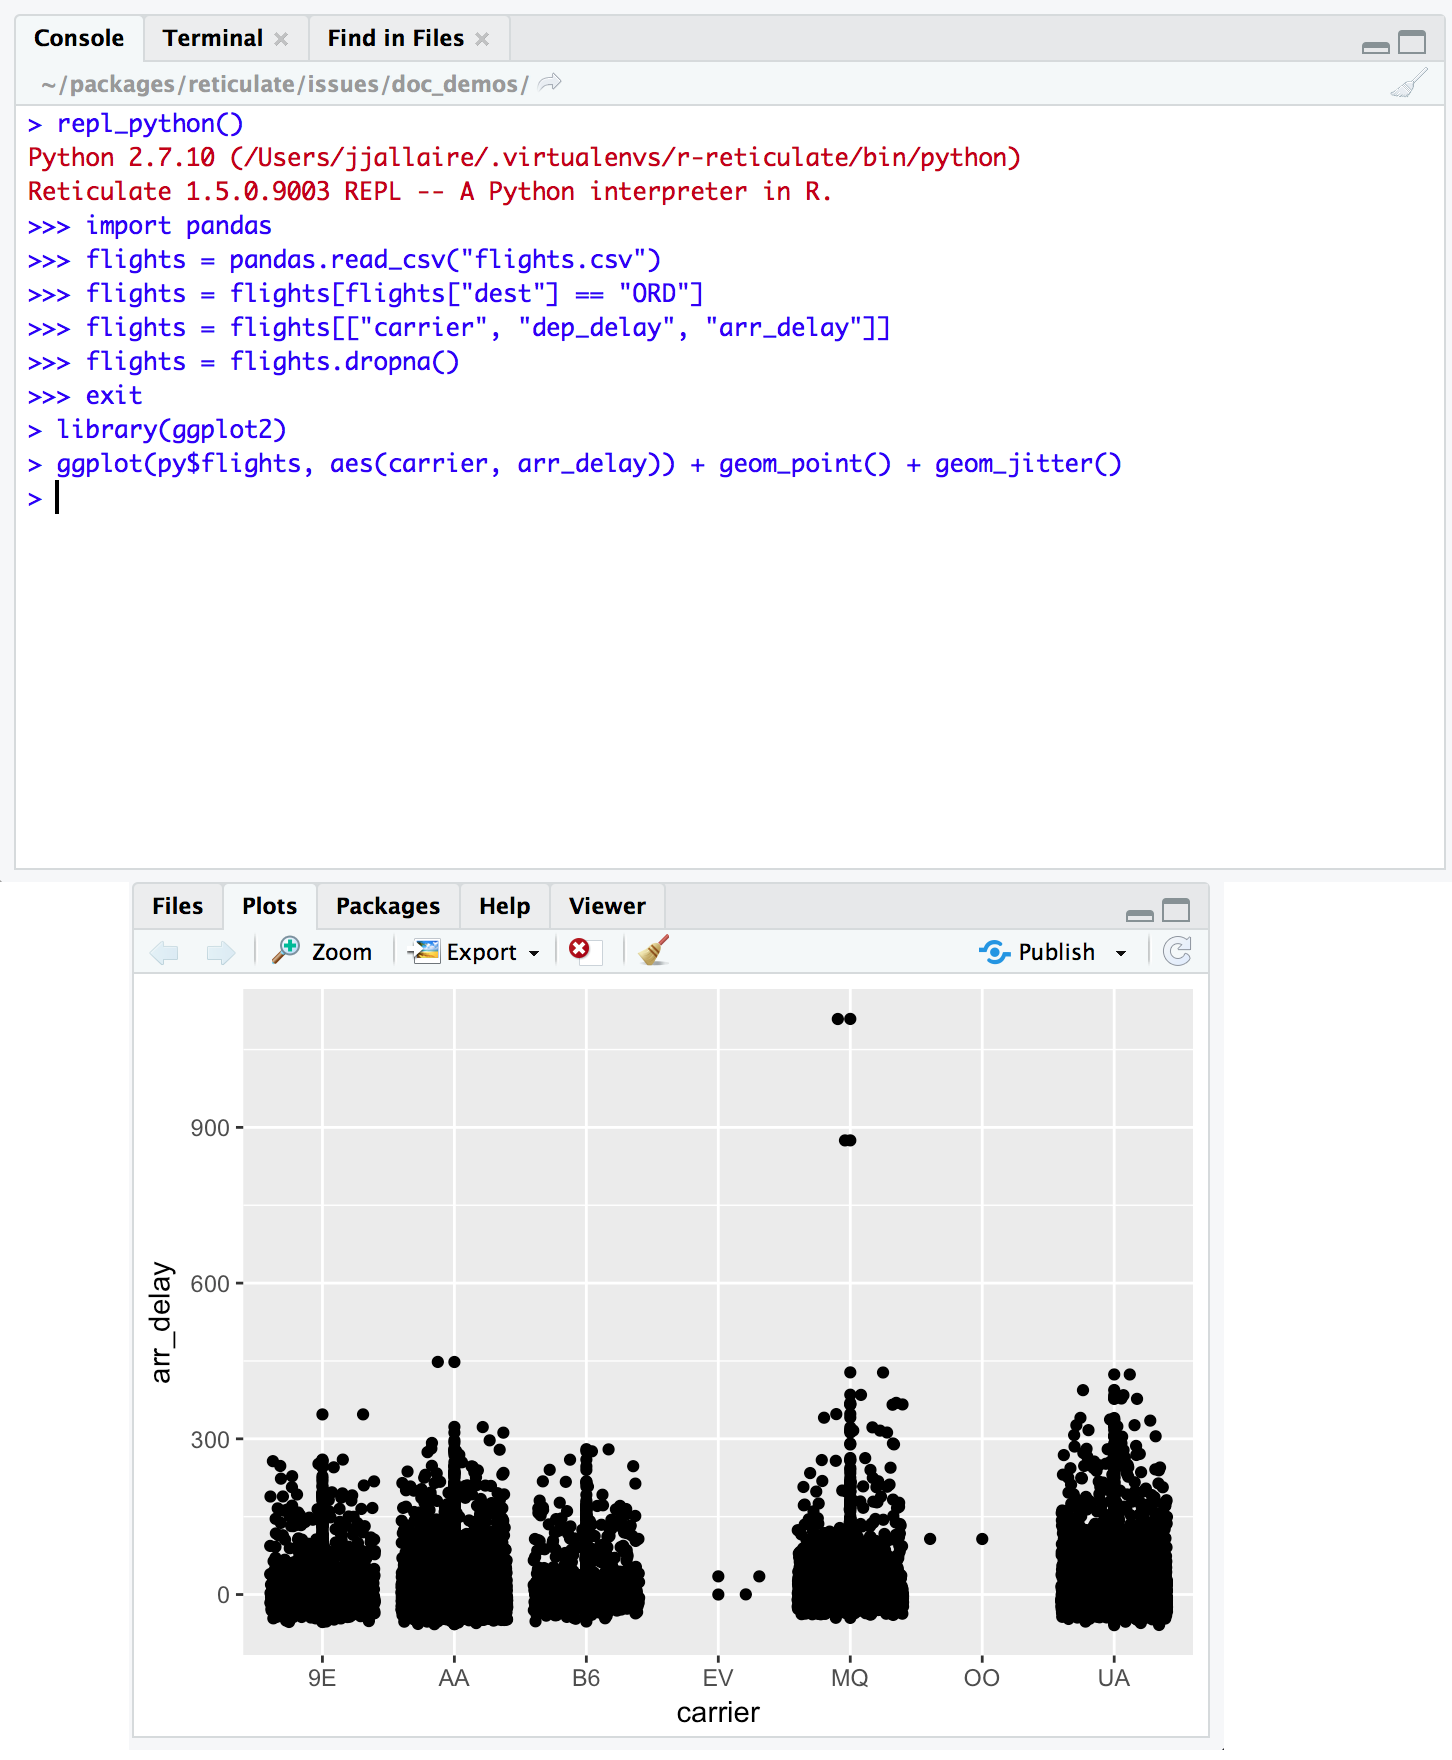 Console Terminal Find in Files
~/packages/reticulate/issues/doc_demos/
> repl_python()
Python 2.7.10 (/Users/jjallaire/.virtualenvs/r-reticulate/bin/python)
Reticulate 1.5.0.9003 REPL -- A Python interpreter in R.
>>> import pandas
>>> flights = pandas.read_csv("flights.csv")
>>> flights = flights[flights["dest"] == "ORD"]
>>> flights = flights[["carrier", "dep_delay", "arr_delay"]]
>>> flights = flights.dropna()
>>> exit
> library(ggplot2)
> ggplot(py$flights, aes(carrier, arr_delay)) + geom_point() + geom_jitter()
>
Files Plots Packages Help Viewer
Zoom Export Publish
900
600
300
0
arr_delay
9E AA B6 EV MQ OO UA
carrier